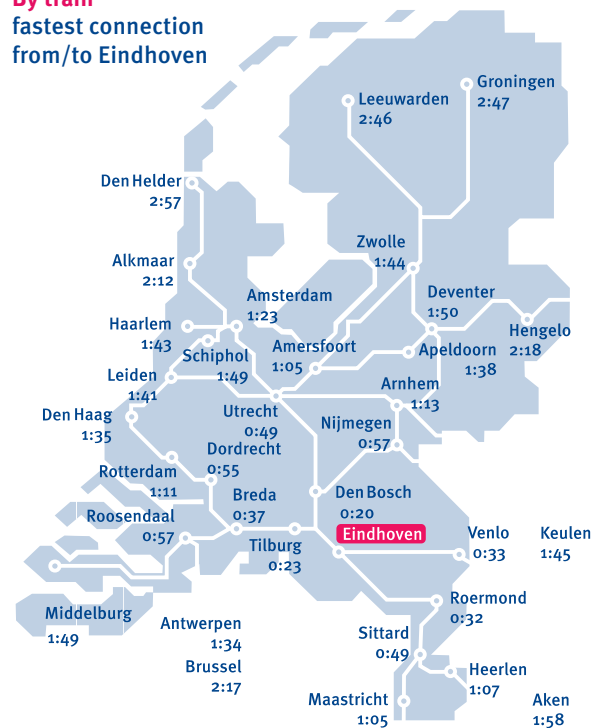 By train
fastest connection
from/to Eindhoven
Groningen
2:47
Leeuwarden
2:46
Den Helder
2:57
Zwolle
1:44
Alkmaar
2:12
Amsterdam
1:23
Deventer
1:50
Haarlem
1:43
Hengelo
2:18
Schiphol
1:49
Amersfoort
1:05
Apeldoorn
1:38
Leiden
1:41
Arnhem
1:13
Den Haag
1:35
Utrecht
0:49
Nijmegen
0:57
Dordrecht
0:55
Rotterdam
1:11
Breda
0:37
Den Bosch
0:20
Roosendaal
0:57
Eindhoven
Venlo
0:33
Keulen
1:45
Tilburg
0:23
Middelburg
1:49
Roermond
0:32
Antwerpen
1:34
Sittard
0:49
Brussel
2:17
Heerlen
1:07
Maastricht
1:05
Aken
1:58